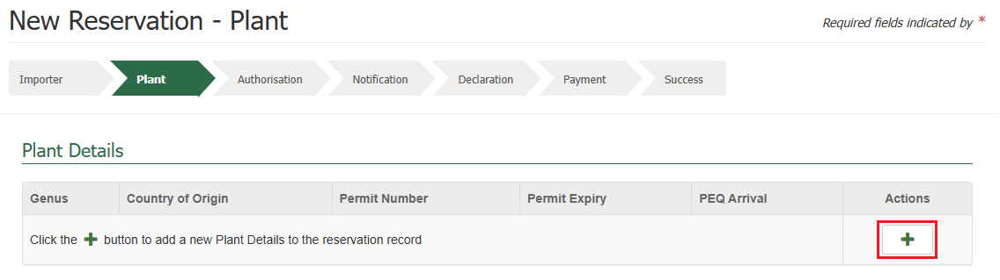 New Reservation - Plant
Required fields indicated by *
Importer Plant Authorisation Notification Declaration Payment Success
Plant Details
Genus Country of Origin Permit Number Permit Expiry PEQ Arrival Actions
Click the + button to add a new Plant Details to the reservation record +